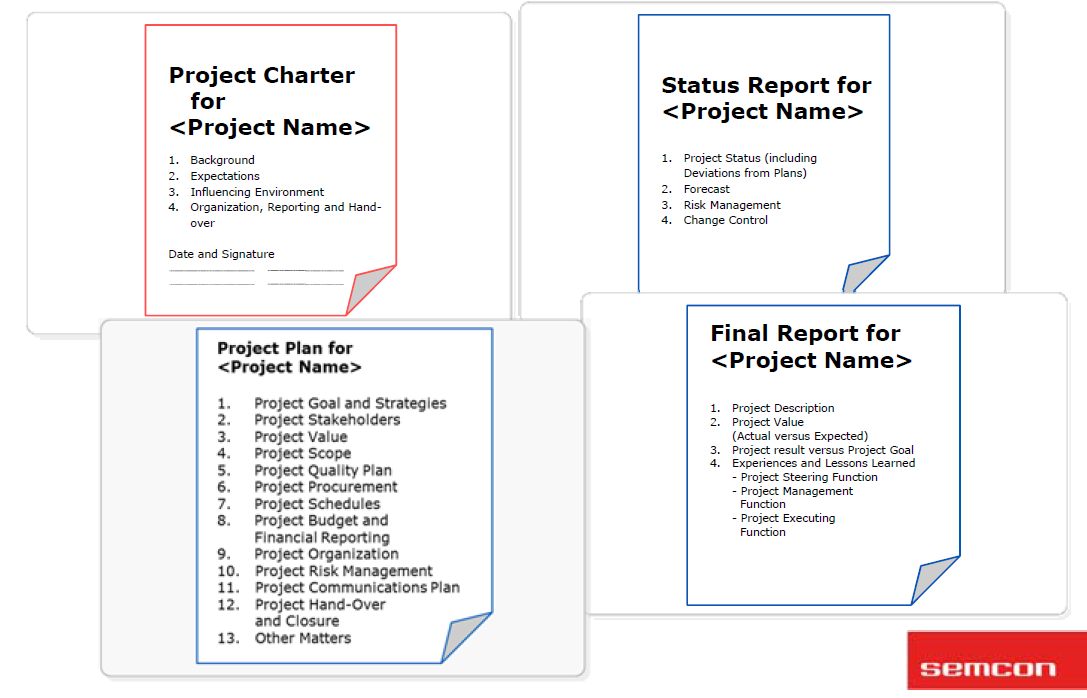 Project Charter
for
<Project Name>
1. Background
2. Expectations
3. Influencing Environment
4. Organization, Reporting and Hand-
over
Date and Signature
Status Report for
<Project Name>
1. Project Status (including
Deviations from Plans)
2. Forecast
3. Risk Management
4. Change Control
Project Plan for
<Project Name>
1. Project Goal and Strategies
2. Project Stakeholders
3. Project Value
4. Project Scope
5. Project Quality Plan
6. Project Procurement
7. Project Schedules
8. Project Budget and
Financial Reporting
9. Project Organization
10. Project Risk Management
11. Project Communications Plan
12. Project Hand-Over
and Closure
13. Other Matters
Final Report for
<Project Name>
1. Project Description
2. Project Value
(Actual versus Expected)
3. Project result versus Project Goal
4. Experiences and Lessons Learned
- Project Steering Function
- Project Management
Function
- Project Executing
Function
semcon